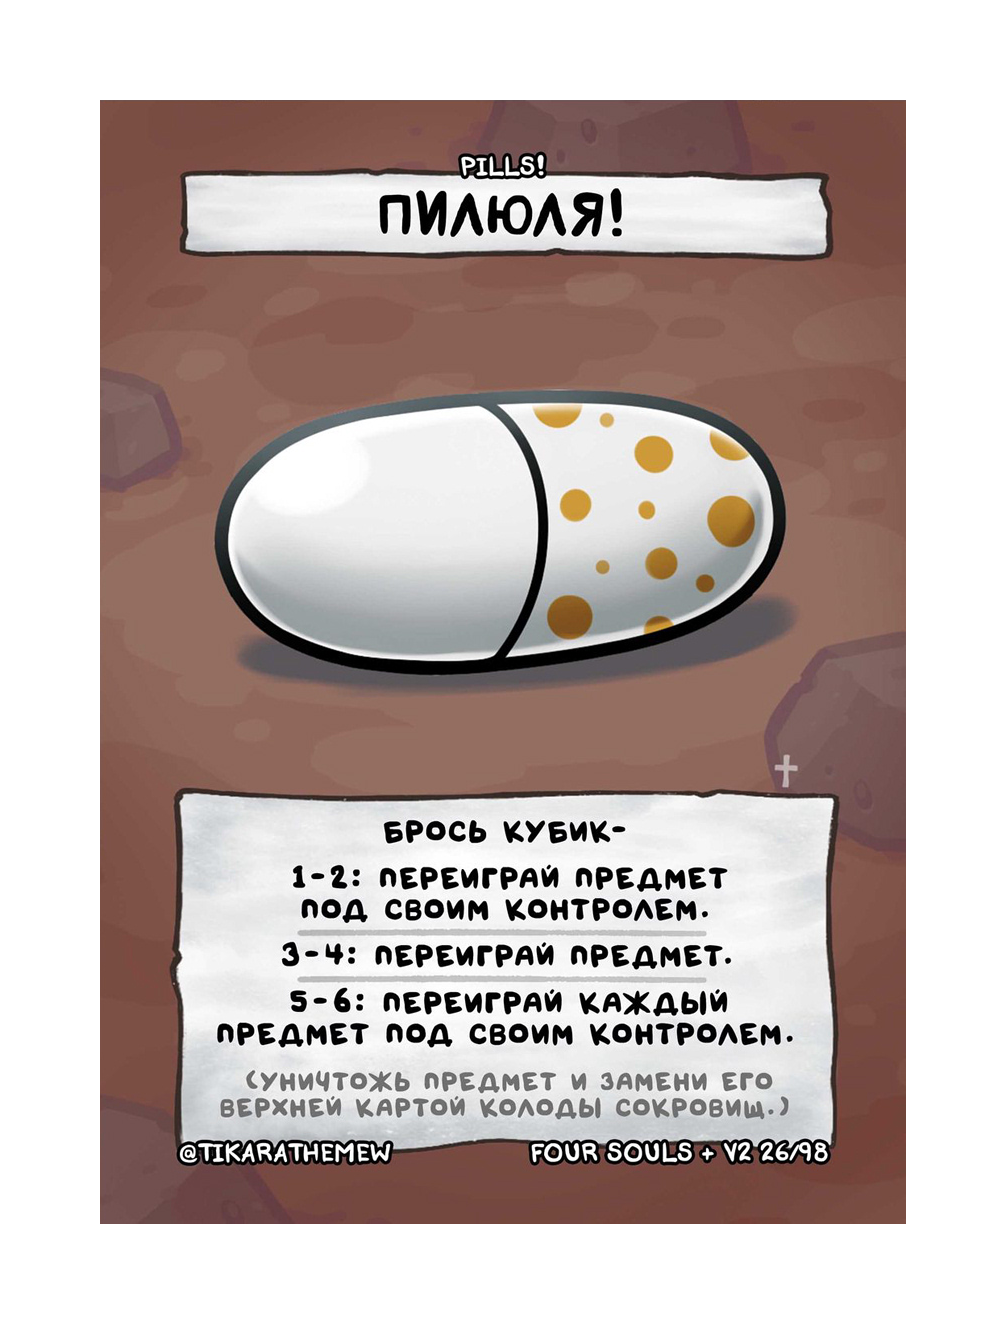 PILLS!
ПИЛЮЛЯ!
БРОСЬ КУБИК-
1-2: ПЕРЕИГРАЙ ПРЕДМЕТ
ПОД СВОИМ КОНТРОЛЕМ.
3-4: ПЕРЕИГРАЙ ПРЕДМЕТ.
5-6: ПЕРЕИГРАЙ КАЖДЫЙ
ПРЕДМЕТ ПОД СВОИМ КОНТРОЛЕМ.
(УНИЧТОЖЬ ПРЕДМЕТ И ЗАМЕНИ ЕГО
ВЕРХНЕЙ КАРТОЙ КОЛОДЫ СОКРОВИЩ.)
@TIKARATHEMEW
FOUR SOULS + V2 26/98